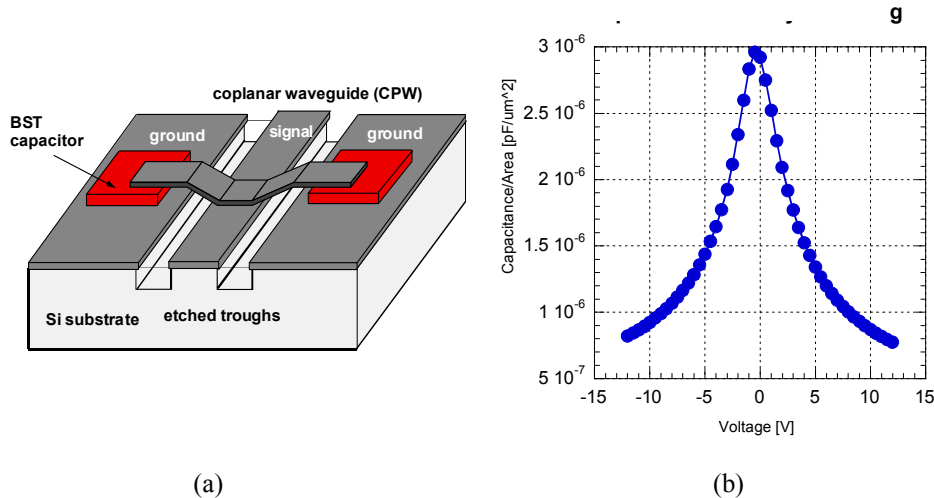 g
coplanar waveguide (CPW)
BST
capacitor
ground
signal
ground
Si substrate
etched troughs
(a)
3 10-6
2.5 10-6
2 10-6
1.5 10-6
1 10-6
5 10-7
Capacitance/Area [pF/um^2]
-15
-10
-5
0
5
10
15
Voltage [V]
(b)